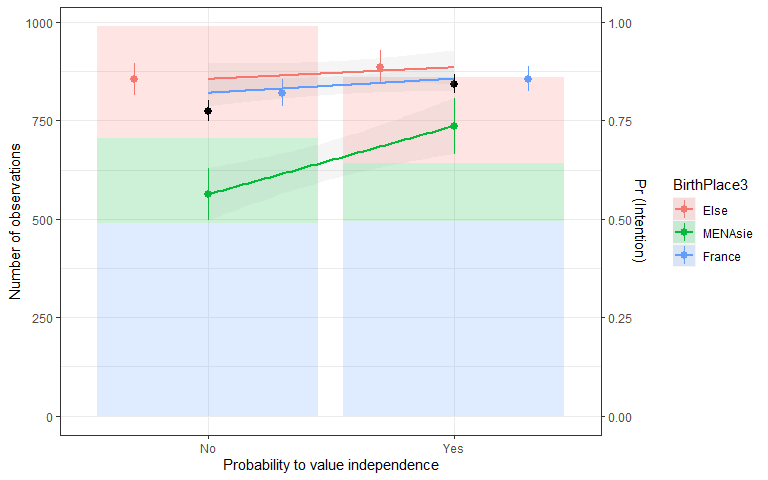 1000
750
500
250
0
Number of observations
1.00
0.75
0.50
0.25
0.00
Pr (Intention)
No
Yes
Probability to value independence
BirthPlace3
Else
MENAsie
France